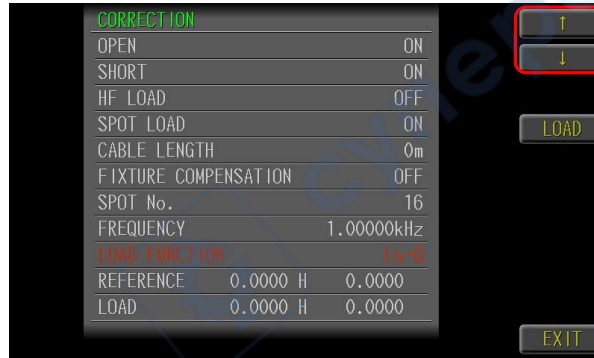 CORRECTION
OPEN ON
SHORT ON
HF LOAD OFF
SPOT LOAD ON
CABLE LENGTH 0m
FIXTURE COMPENSATION OFF
SPOT No. 16
FREQUENCY 1.00000kHz
LOAD FUNCTION Ls-Q
REFERENCE 0.0000 H 0.0000
LOAD 0.0000 H 0.0000
↑
↓
LOAD
EXIT